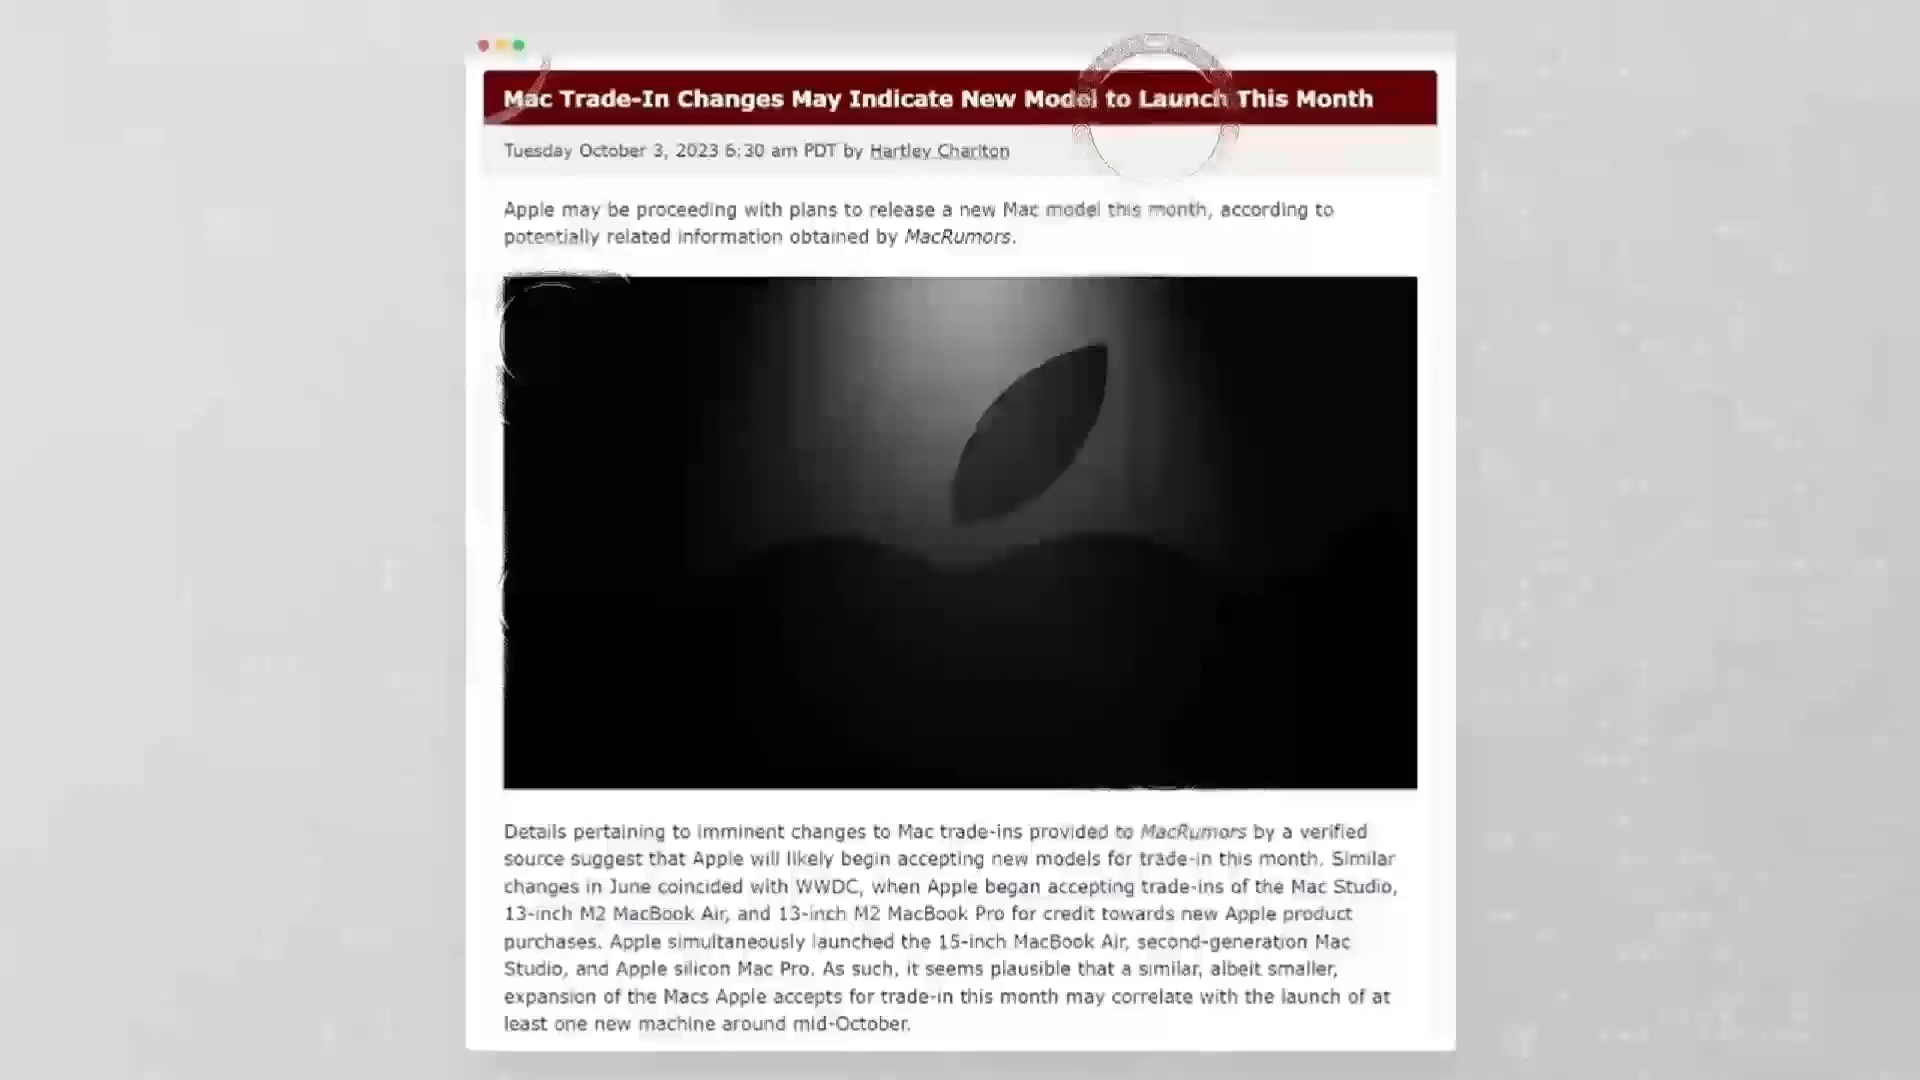 Mac Trade-In Changes May Indicate New Model to Launch This Month
Tuesday October 3, 2023 6:30 am PDT by Hartley Charlton
Apple may be proceeding with plans to release a new Mac model this month, according to
potentially related information obtained by MacRumors.
Details pertaining to imminent changes to Mac trade-ins provided to MacRumors by a verified
source suggest that Apple will likely begin accepting new models for trade-in this month. Similar
changes in June coincided with WWDC, when Apple began accepting trade-ins of the Mac Studio,
13-inch M2 MacBook Air, and 13-inch M2 MacBook Pro for credit towards new Apple product
purchases. Apple simultaneously launched the 15-inch MacBook Air, second-generation Mac
Studio, and Apple silicon Mac Pro. As such, it seems plausible that a similar, albeit smaller,
expansion of the Macs Apple accepts for trade-in this month may correlate with the launch of at
least one new machine around mid-October.